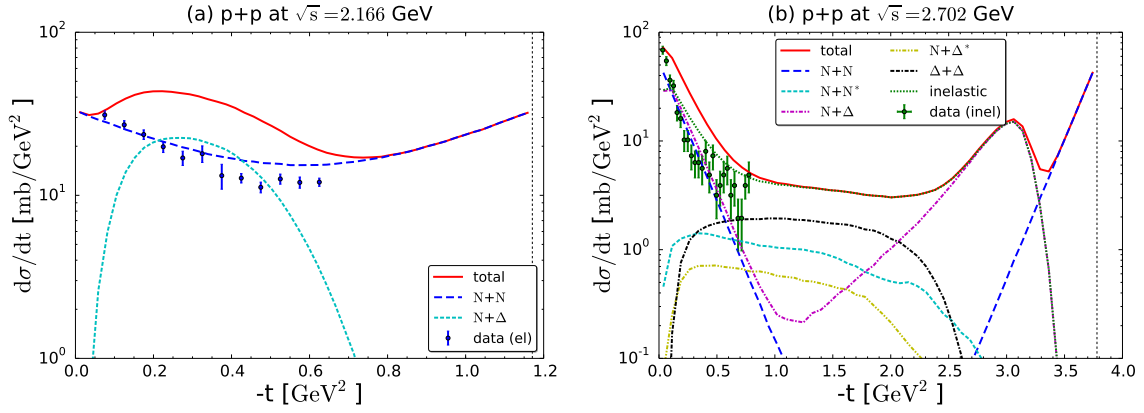 (a) p+p at √s=2.166 GeV
10²
10¹
10⁰
dσ/dt [mb/GeV²]
0.0 0.2 0.4 0.6 0.8 1.0 1.2
-t [GeV²]
total
N+N
N+Δ
data (el)
(b) p+p at √s=2.702 GeV
10²
10¹
10⁰
10⁻¹
dσ/dt [mb/GeV²]
0.0 0.5 1.0 1.5 2.0 2.5 3.0 3.5 4.0
-t [GeV²]
total
N+N
N+N*
N+Δ
N+Δ*
Δ+Δ
inelastic
data (inel)